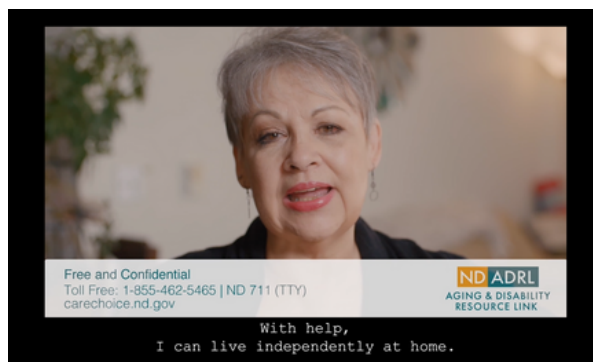 Free and Confidential
Toll Free: 1-855-462-5465 | ND 711 (TTY)
carechoice.nd.gov
ND ADRL
AGING & DISABILITY
RESOURCE LINK
With help,
I can live independently at home.